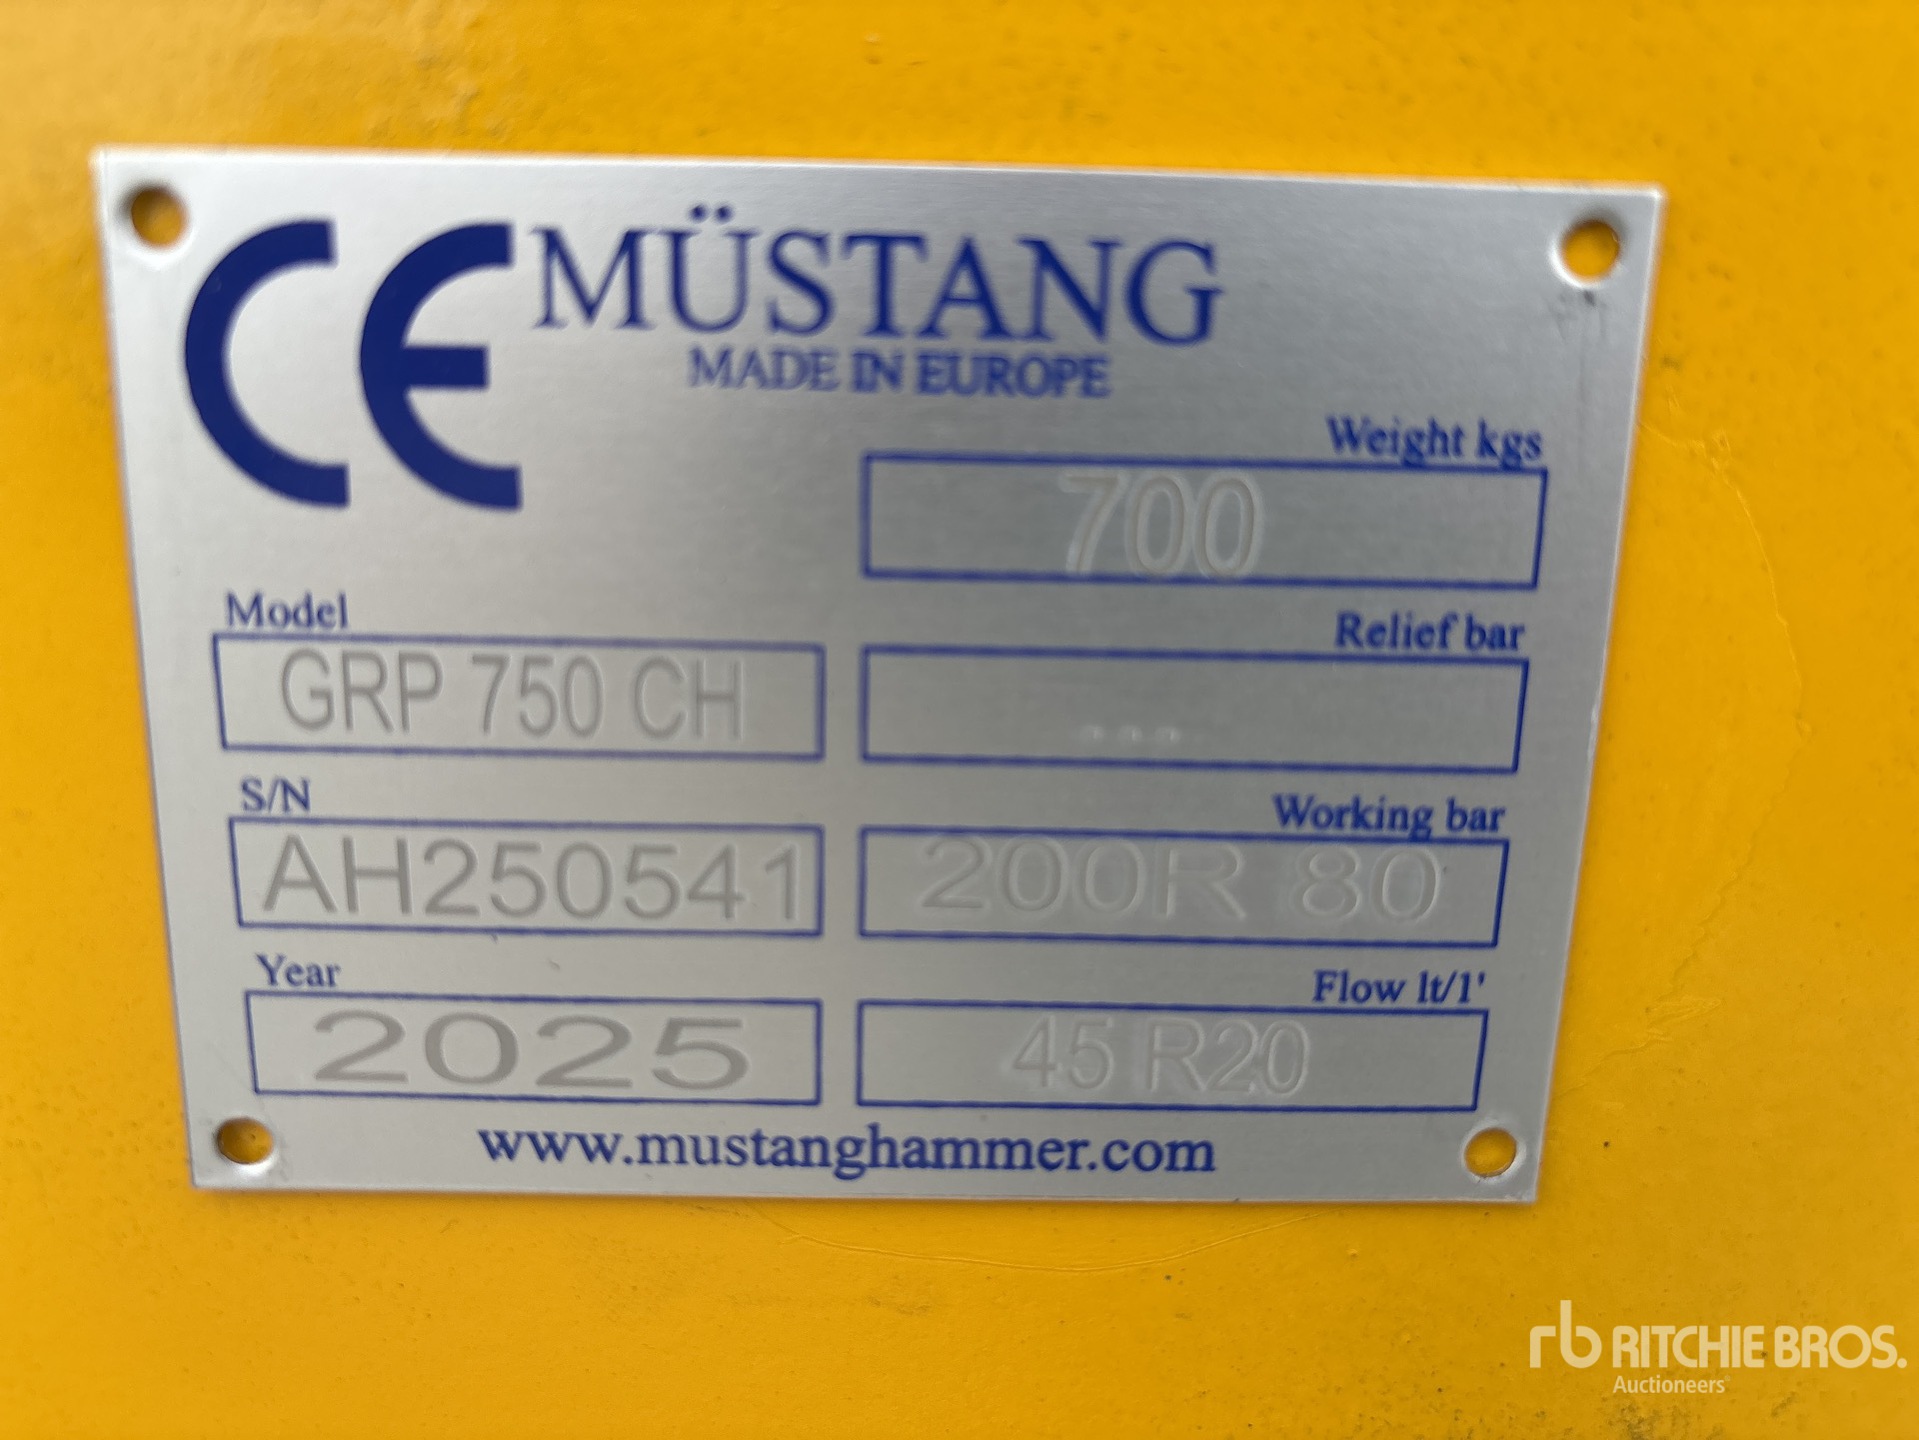 CE MÜSTANG
MADE IN EUROPE
Weight kgs
700
Model
GRP 750 CH
Relief bar
...
S/N
AH250541
Working bar
200R 80
Year
2025
Flow lt/1'
45 R20
www.mustanghammer.com
rb RITCHIE BROS.
Auctioneers